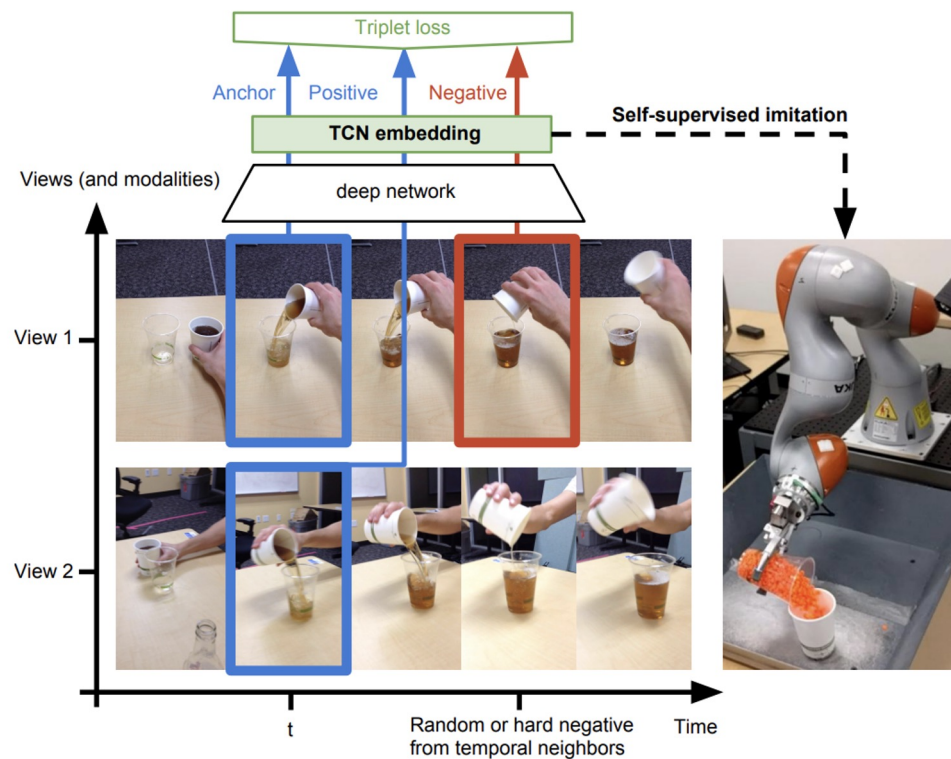 Triplet loss
Anchor
Positive
Negative
Self-supervised imitation
TCN embedding
Views (and modalities)
deep network
View 1
View 2
t
Random or hard negative
from temporal neighbors
Time